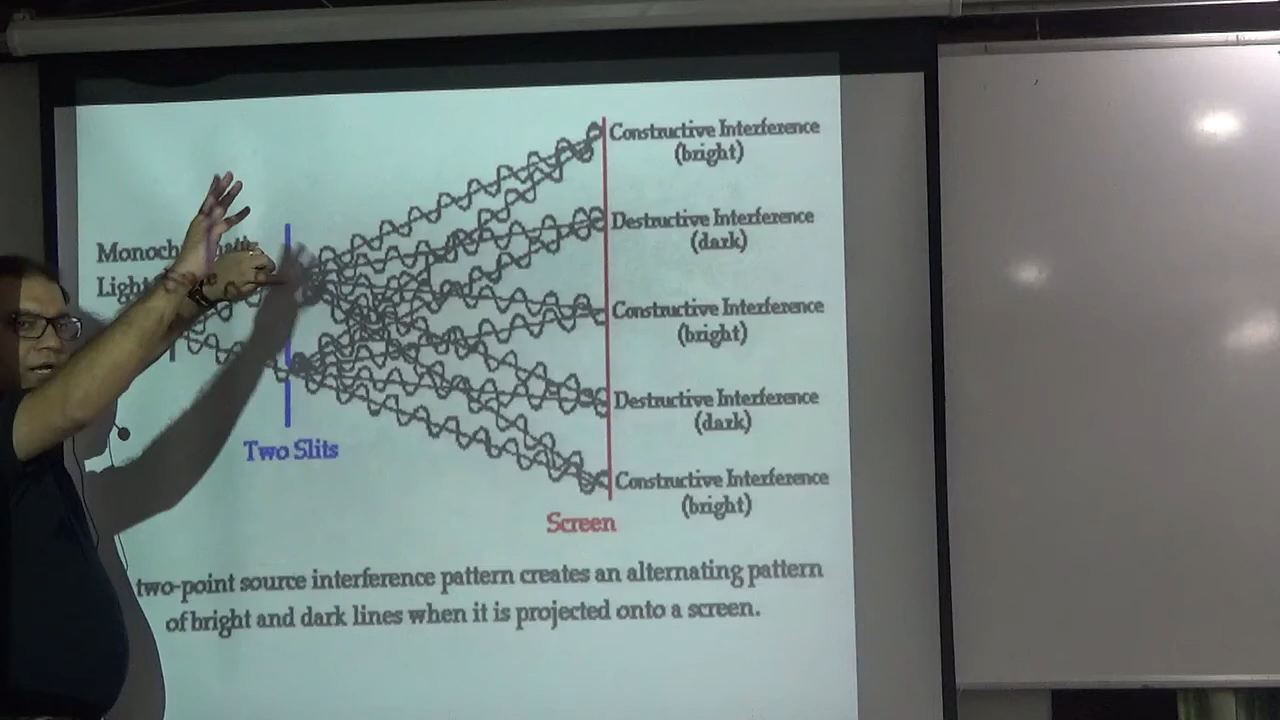 Constructive Interference
(bright)
Destructive Interference
(dark)
Light
Constructive Interference
(bright)
Destructive Interference
(dark)
Two Slits
Constructive Interference
(bright)
Screen
two-point source interference pattern creates an alternating pattern
of bright and dark lines when it is projected onto a screen.